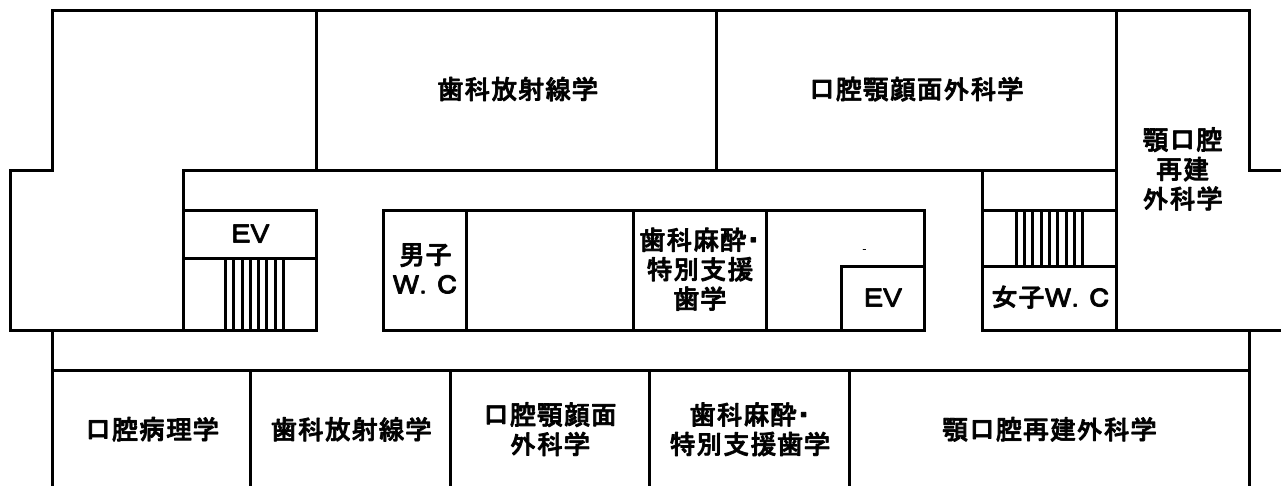 歯科放射線学
口腔顎顔面外科学
顎口腔
再建
外科学
EV
男子
W. C
歯科麻酔・
特別支援
歯学
EV
女子W. C
口腔病理学
歯科放射線学
口腔顎顔面
外科学
歯科麻酔・
特別支援歯学
顎口腔再建外科学